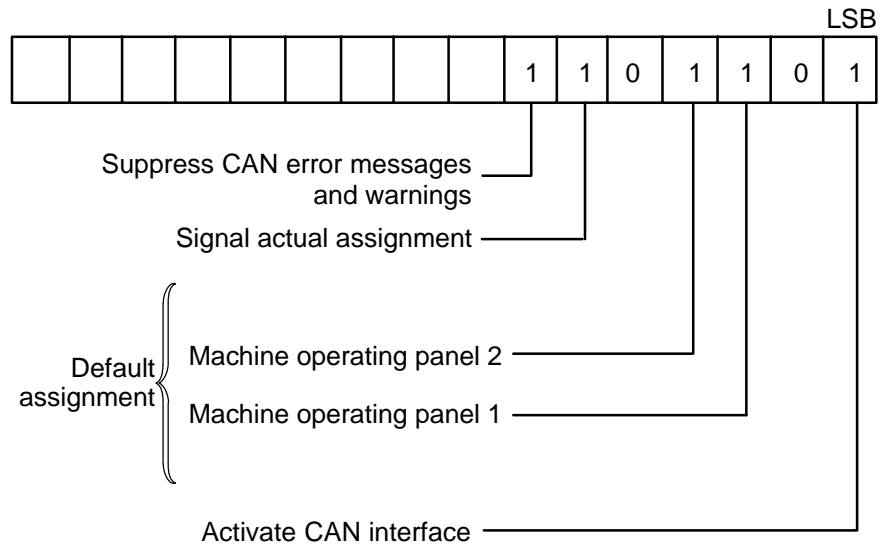 LSB
1 1 0 1 1 0 1
Suppress CAN error messages
and warnings
Signal actual assignment
Machine operating panel 2
Default
assignment
Machine operating panel 1
Activate CAN interface